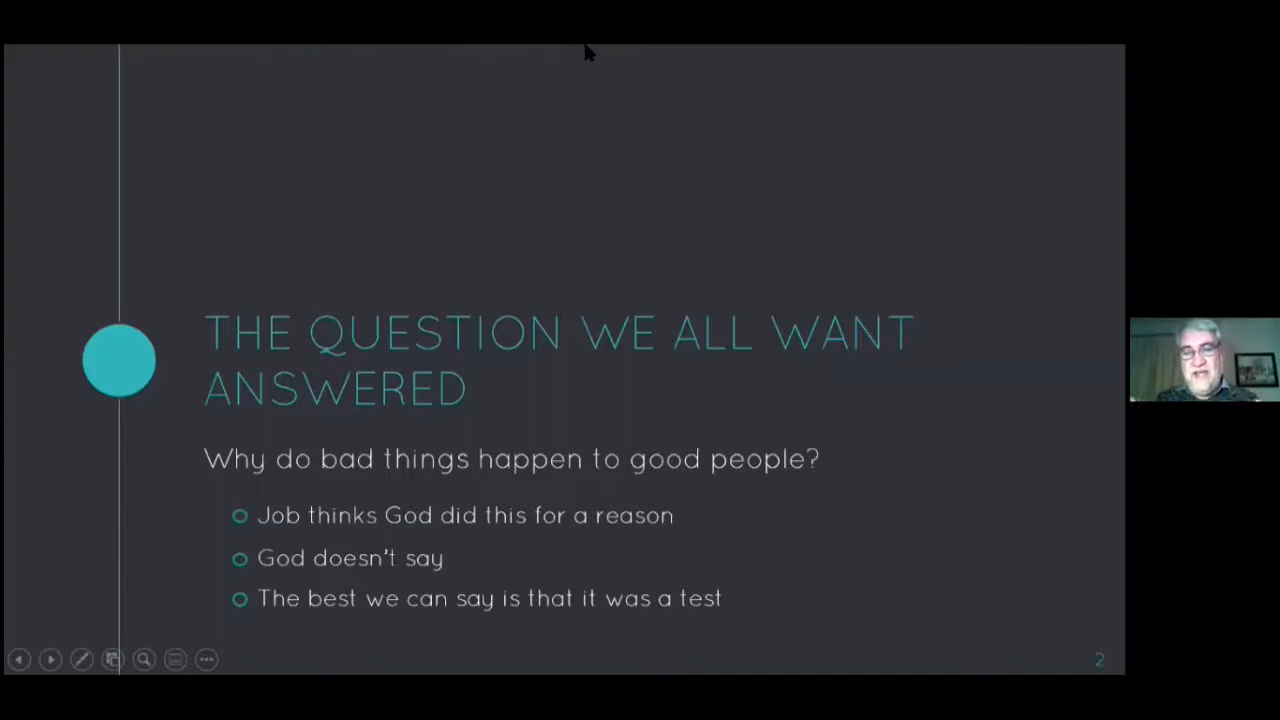 THE QUESTION WE ALL WANT
ANSWERED
Why do bad things happen to good people?
Job thinks God did this for a reason
God doesn't say
The best we can say is that it was a test
2